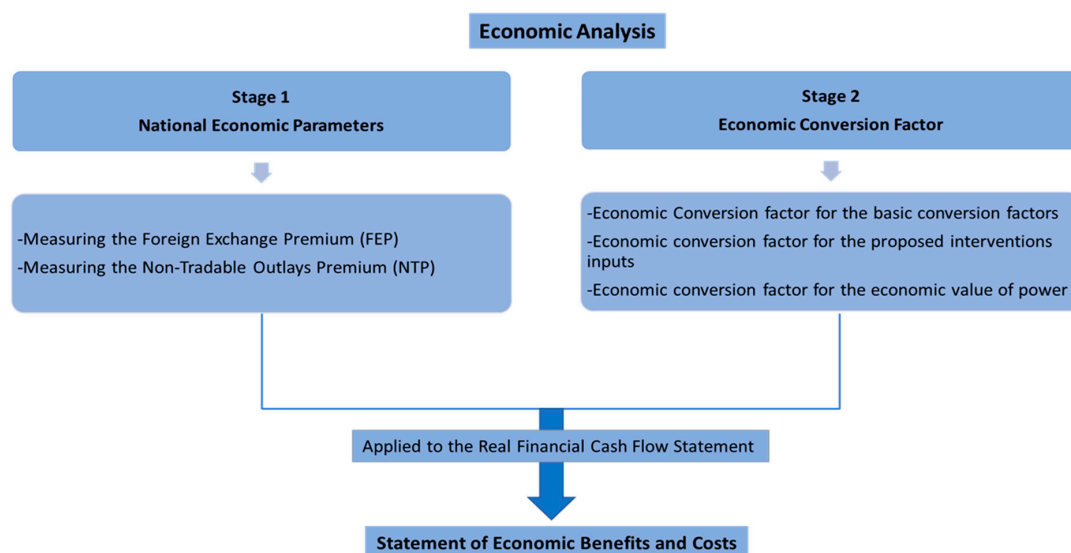 Economic Analysis
Stage 1
National Economic Parameters
-Measuring the Foreign Exchange Premium (FEP)
-Measuring the Non-Tradable Outlays Premium (NTP)
Stage 2
Economic Conversion Factor
-Economic Conversion factor for the basic conversion factors
-Economic conversion factor for the proposed interventions
inputs
-Economic conversion factor for the economic value of power
Applied to the Real Financial Cash Flow Statement
Statement of Economic Benefits and Costs